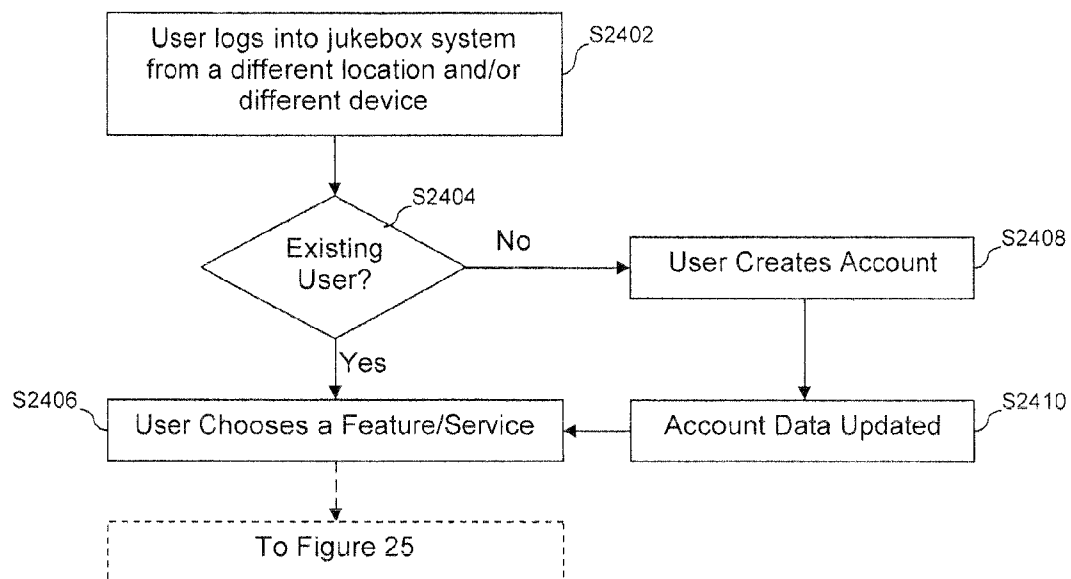 User logs into jukebox system
from a different location and/or
different device
S2402
S2404
Existing
User?
No
User Creates Account
S2408
Yes
S2406
User Chooses a Feature/Service
Account Data Updated
S2410
To Figure 25